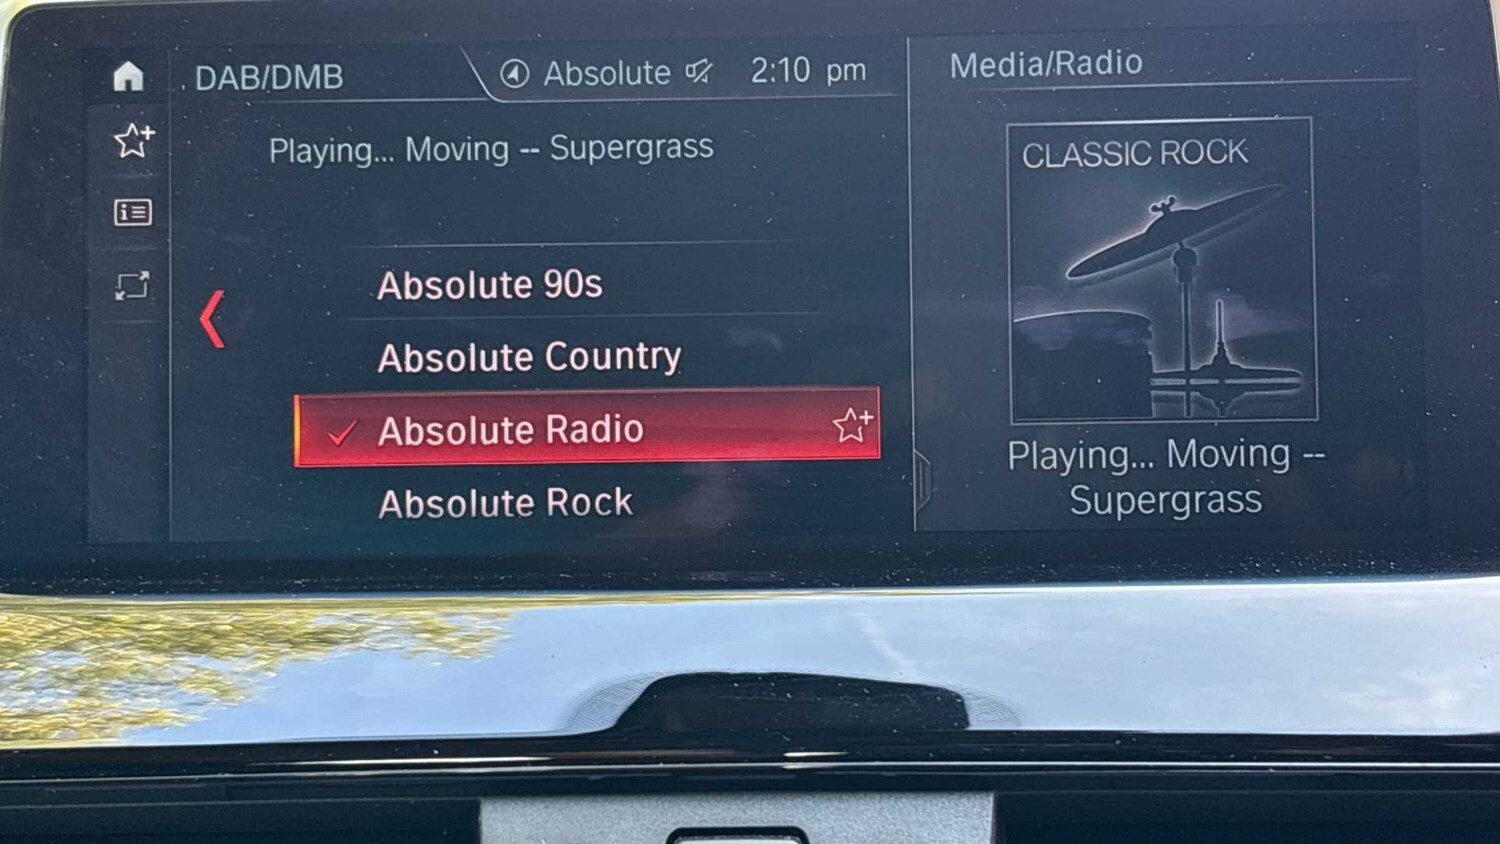 DAB/DMB
Absolute 2:10 pm
Media/Radio
Playing... Moving -- Supergrass
Absolute 90s
Absolute Country
Absolute Radio
Absolute Rock
CLASSIC ROCK
Playing... Moving --
Supergrass